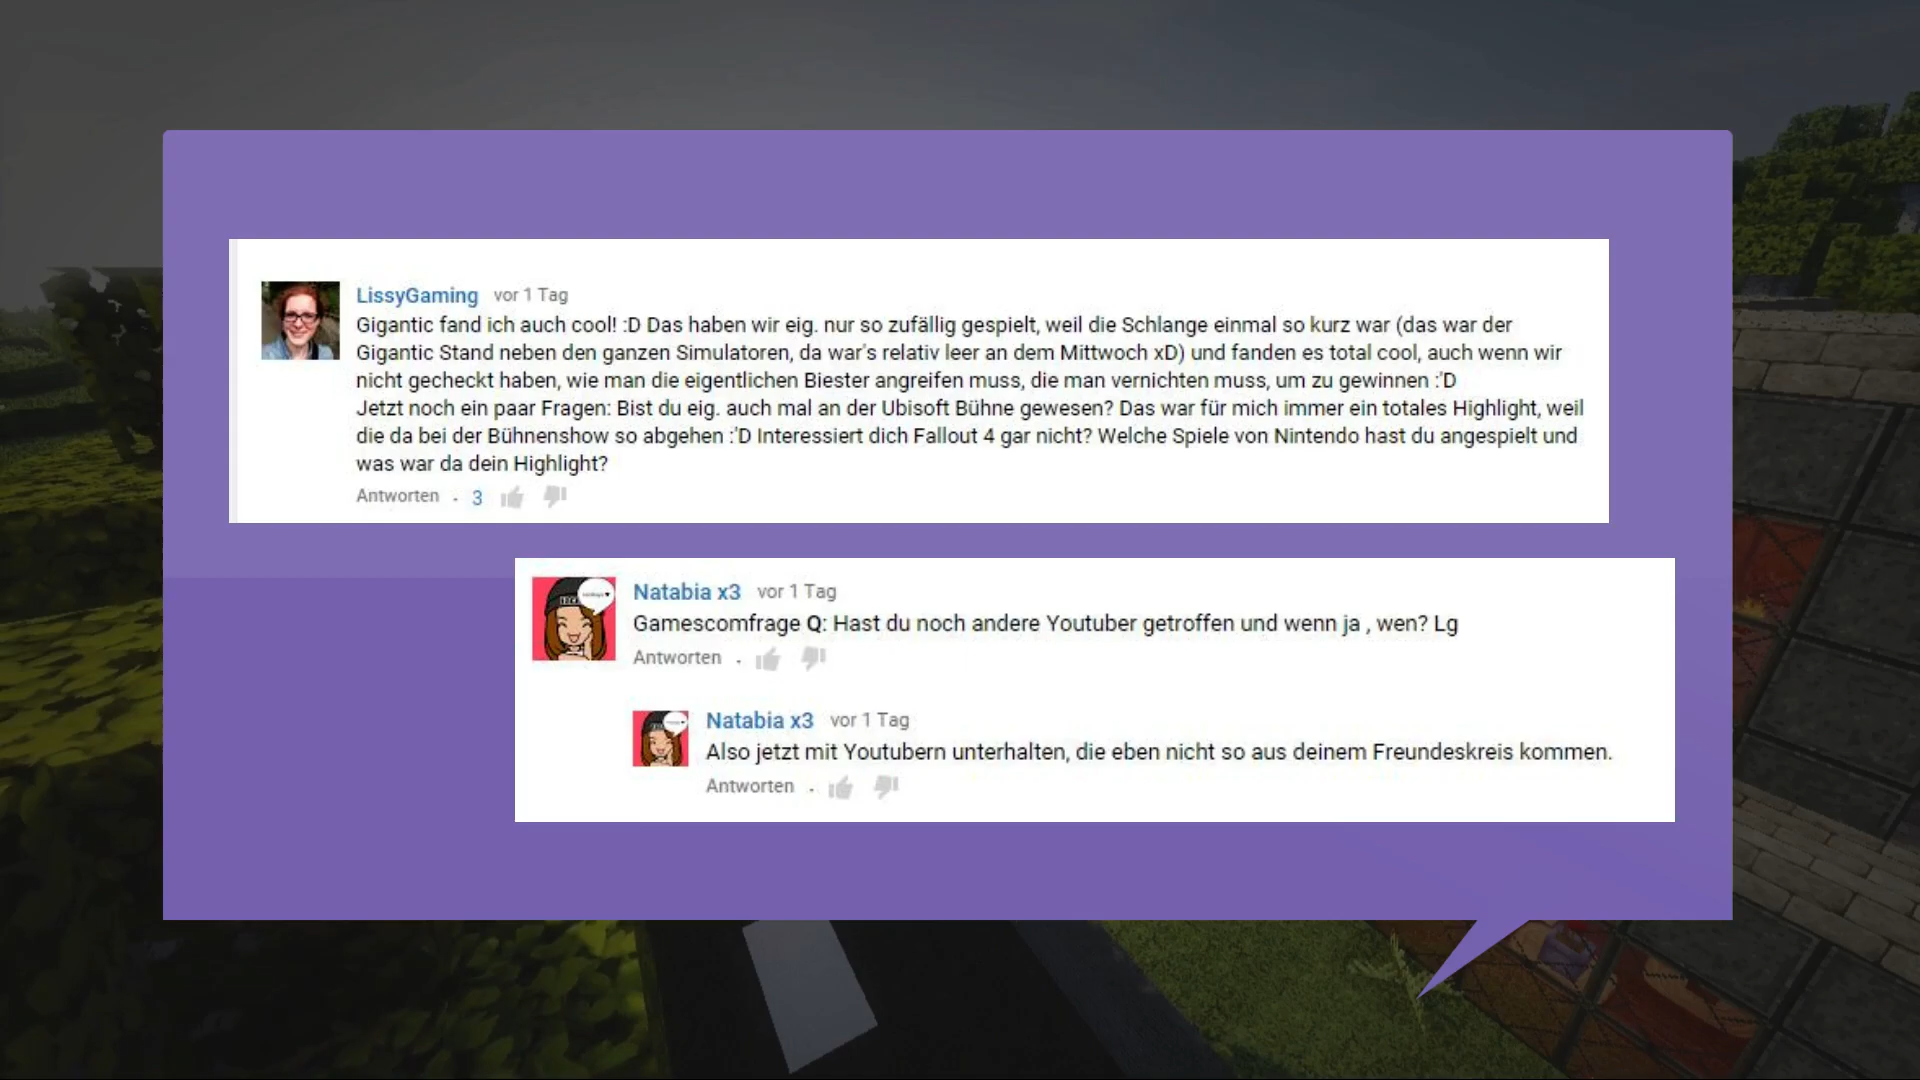 LissyGaming vor 1 Tag
Gigantic fand ich auch cool! :D Das haben wir eig. nur so zufällig gespielt, weil die Schlange einmal so kurz war (das war der
Gigantic Stand neben den ganzen Simulatoren, da war's relativ leer an dem Mittwoch xD) und fanden es total cool, auch wenn wir
nicht gecheckt haben, wie man die eigentlichen Biester angreifen muss, die man vernichten muss, um zu gewinnen :'D
Jetzt noch ein paar Fragen: Bist du eig. auch mal an der Ubisoft Bühne gewesen? Das war für mich immer ein totales Highlight, weil
die da bei der Bühnenshow so abgehen :'D Interessiert dich Fallout 4 gar nicht? Welche Spiele von Nintendo hast du angespielt und
was war da dein Highlight?
Antworten . 3
Natabia x3 vor 1 Tag
Gamescomfrage Q: Hast du noch andere Youtuber getroffen und wenn ja , wen? Lg
Antworten .
Natabia x3 vor 1 Tag
Also jetzt mit Youtubern unterhalten, die eben nicht so aus deinem Freundeskreis kommen.
Antworten .